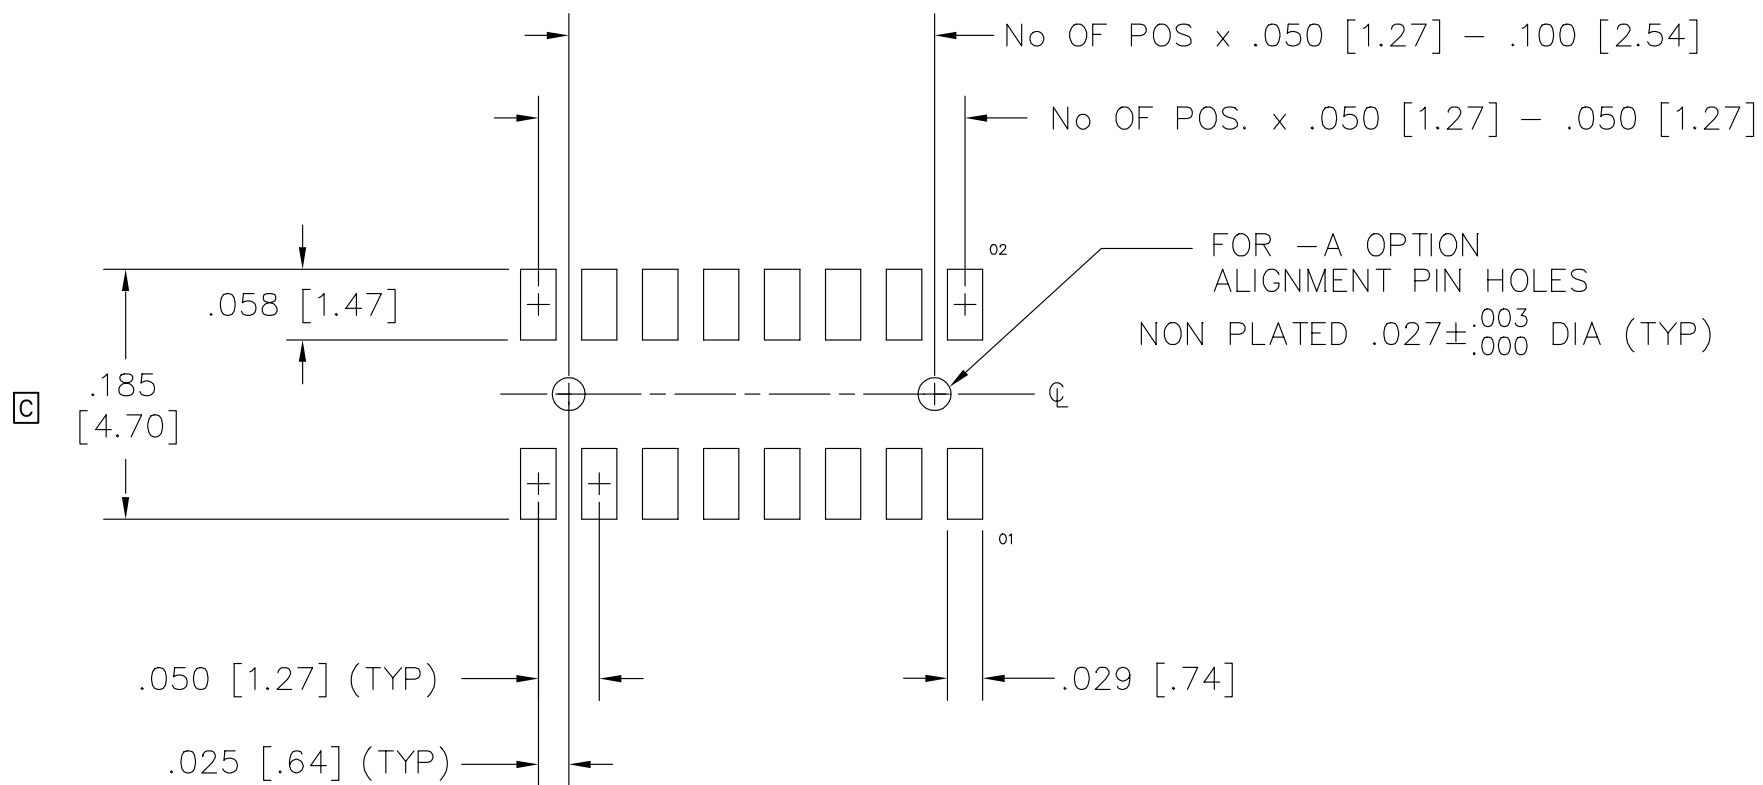 No OF POS x .050 [1.27] – .100 [2.54]
No OF POS. x .050 [1.27] – .050 [1.27]
02
FOR –A OPTION
ALIGNMENT PIN HOLES
NON PLATED .027±.003 .000 DIA (TYP)
.058 [1.47]
.185
[4.70]
C
℄
01
.050 [1.27] (TYP)
.029 [.74]
.025 [.64] (TYP)